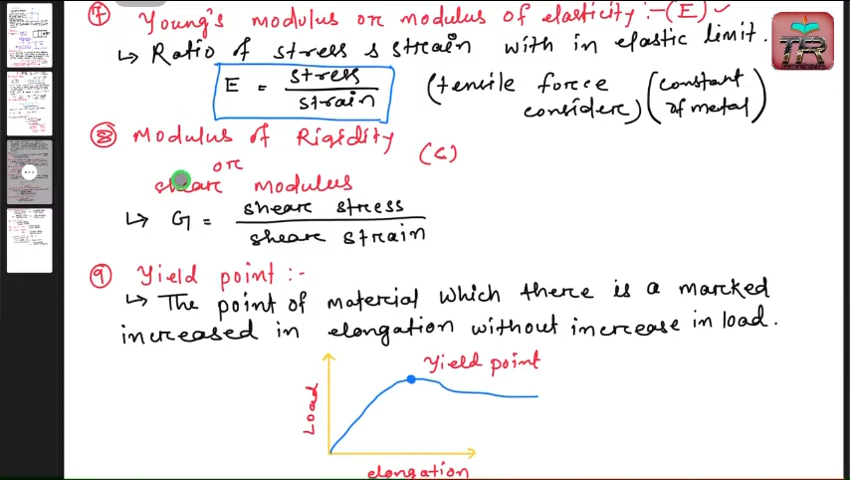 ⑦ Young's modulus or modulus of elasticity :- (E) ✓
↳ Ratio of stress & strain with in elastic limit.
E = stress / strain (tensile force consider) (constant of metal)
⑧ Modulus of Rigidity
or (G)
shear modulus
↳ G = shear stress / shear strain
⑨ Yield point :-
↳ The point of material which there is a marked
increased in elongation without increase in load.
Yield point
Load
elongation
TR